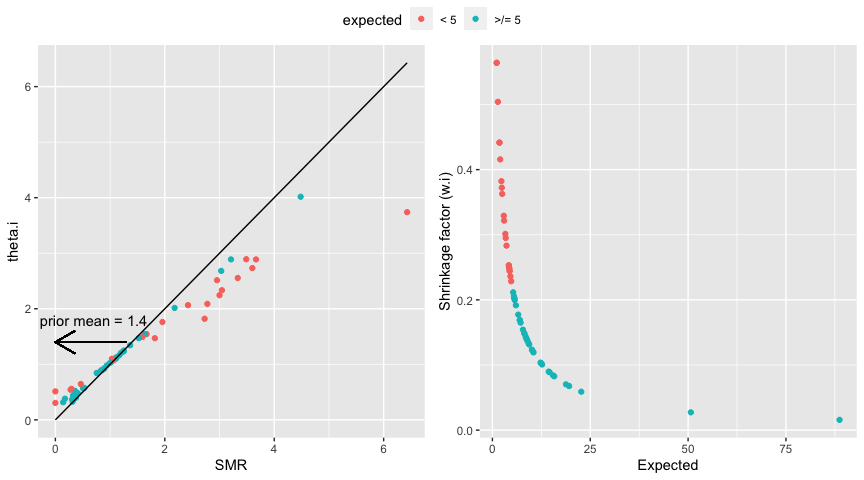 expected < 5 >/= 5
theta.i
6
4
2
0
prior mean = 1.4
0 2 4 6
SMR
Shrinkage factor (w.i)
0.4
0.2
0.0
0 25 50 75
Expected